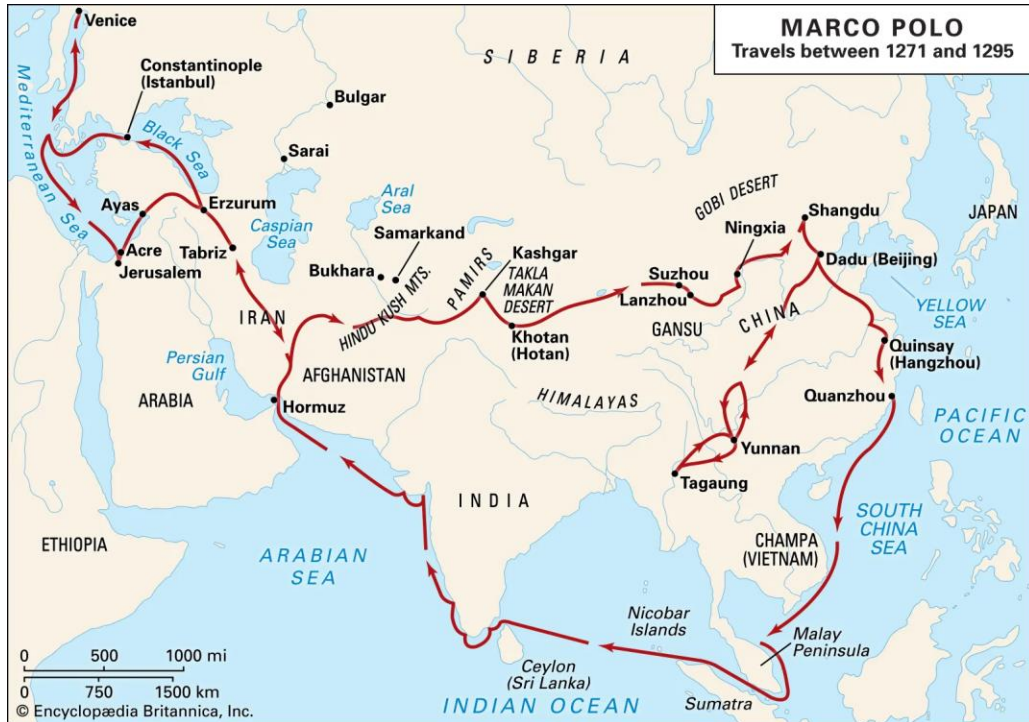 MARCO POLO
Travels between 1271 and 1295
Venice
SIBERIA
Constantinople
(Istanbul)
Bulgar
Mediterranean Sea
Black Sea
Sarai
Aral
Sea
GOBI DESERT
Ayas
Erzurum
Caspian
Sea
Samarkand
Shangdu
JAPAN
Ningxia
Acre
Tabriz
Kashgar
Dadu (Beijing)
Jerusalem
Bukhara
PAMIRS
TAKLA
MAKAN
DESERT
Suzhou
Lanzhou
HINDU KUSH MTS.
IRAN
CHINA
YELLOW
SEA
Khotan
(Hotan)
GANSU
Quinsay
(Hangzhou)
Persian
Gulf
AFGHANISTAN
ARABIA
Hormuz
HIMALAYAS
Quanzhou
PACIFIC
OCEAN
Yunnan
Tagaung
INDIA
SOUTH
CHINA
SEA
ETHIOPIA
ARABIAN
SEA
CHAMPA
(VIETNAM)
Nicobar
Islands
Malay
Peninsula
0 500 1000 mi
0 750 1500 km
Ceylon
(Sri Lanka)
Sumatra
INDIAN OCEAN
© Encyclopædia Britannica, Inc.